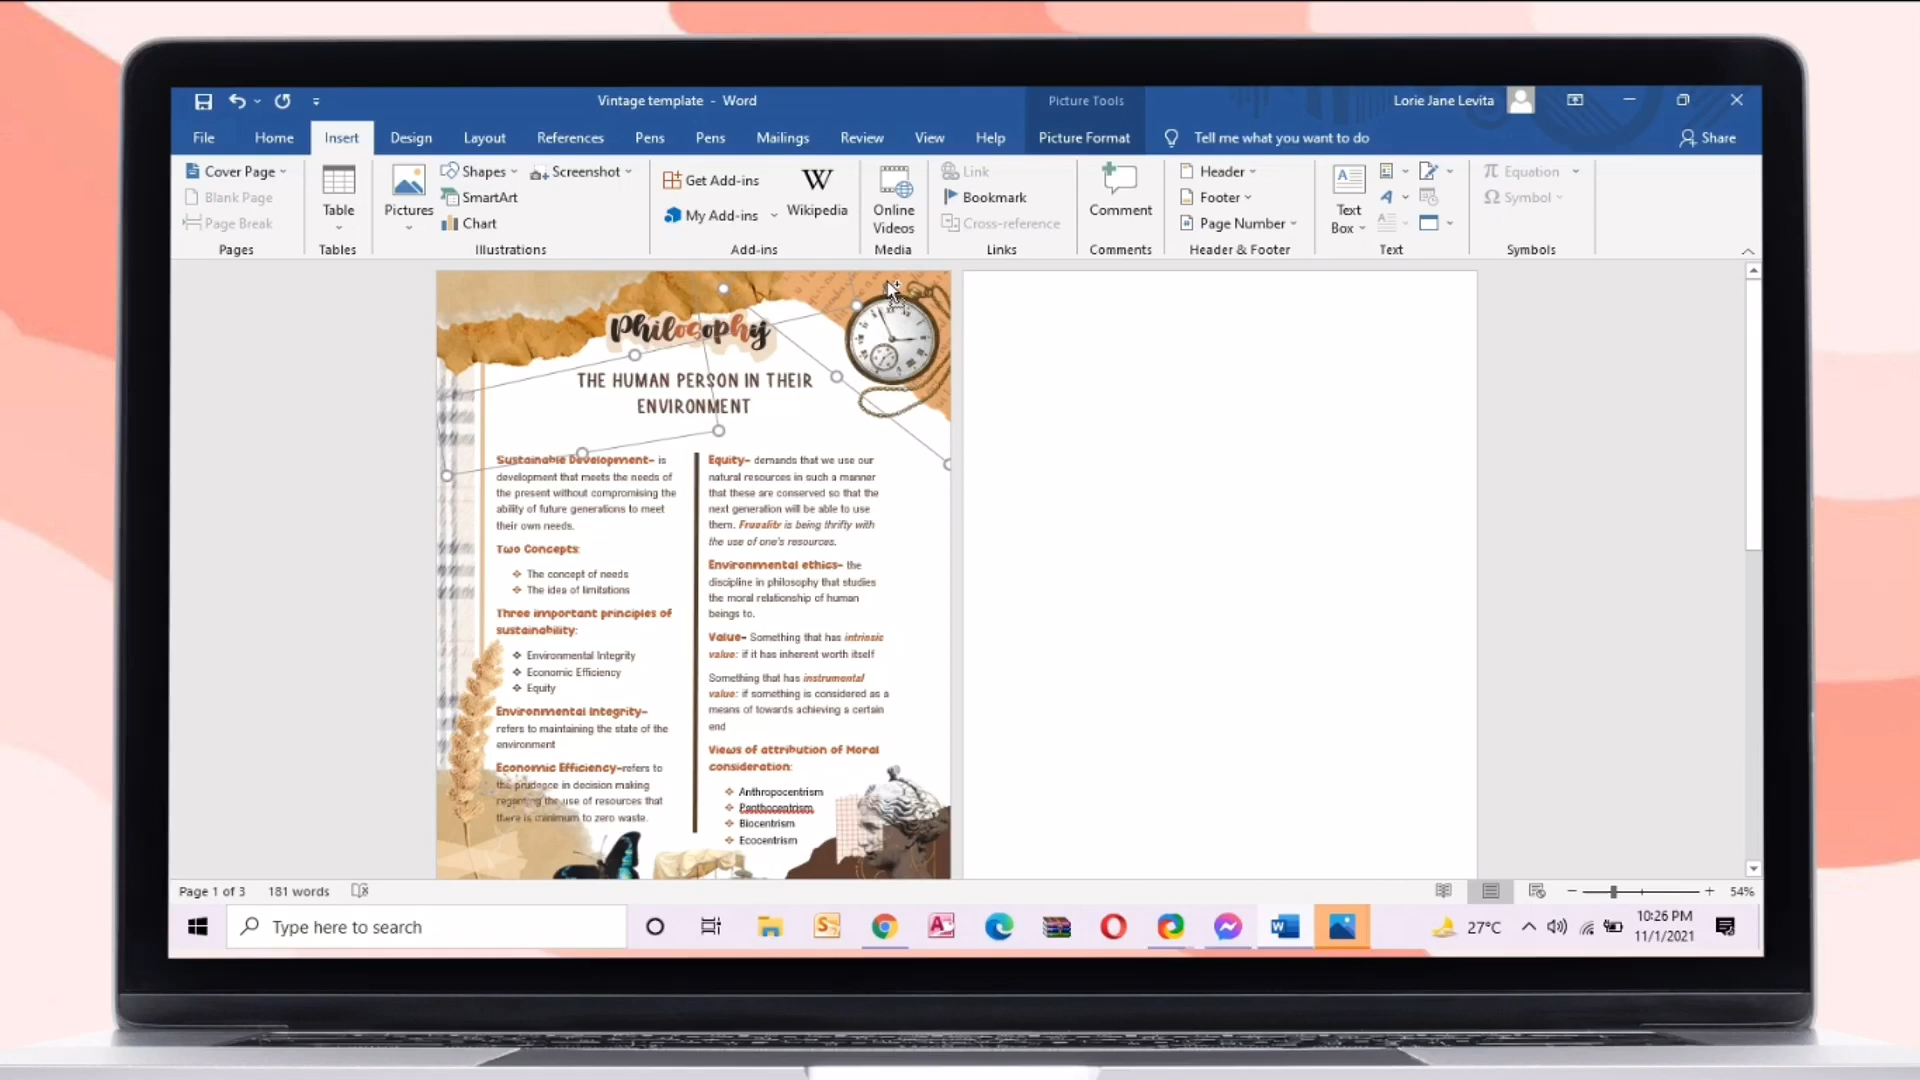 Vintage template - Word
Picture Tools
Lorie Jane Levita
File
Home
Insert
Design
Layout
References
Pens
Pens
Mailings
Review
View
Help
Picture Format
Tell me what you want to do
Share
Cover Page
Blank Page
Page Break
Pages
Table
Tables
Pictures
Shapes
SmartArt
Chart
Screenshot
Illustrations
Get Add-ins
My Add-ins
W
Wikipedia
Add-ins
Online
Videos
Media
Link
Bookmark
Cross-reference
Links
Comment
Comments
Header
Footer
Page Number
Header & Footer
Text
Box
Text
π Equation
Ω Symbol
Symbols
Philosophy
THE HUMAN PERSON IN THEIR
ENVIRONMENT
Sustainable Development- is
development that meets the needs of
the present without compromising the
ability of future generations to meet
their own needs.
Two Concepts:
The concept of needs
The idea of limitations
Three important principles of
sustainability:
Environmental Integrity
Economic Efficiency
Equity
Environmental Integrity-
refers to maintaining the state of the
environment
Economic Efficiency-refers to
the prudence in decision making
regarding the use of resources that
there is minimum to zero waste.
Equity- demands that we use our
natural resources in such a manner
that these are conserved so that the
next generation will be able to use
them. Frugality is being thrifty with
the use of one's resources.
Environmental ethics- the
discipline in philosophy that studies
the moral relationship of human
beings to.
Value- Something that has intrinsic
value: if it has inherent worth itself
Something that has instrumental
value: if something is considered as a
means of towards achieving a certain
end
Views of attribution of Moral
consideration:
Anthropocentrism
Panthocentrism
Biocentrism
Ecocentrism
Page 1 of 3
181 words
54%
Type here to search
27°C
10:26 PM
11/1/2021